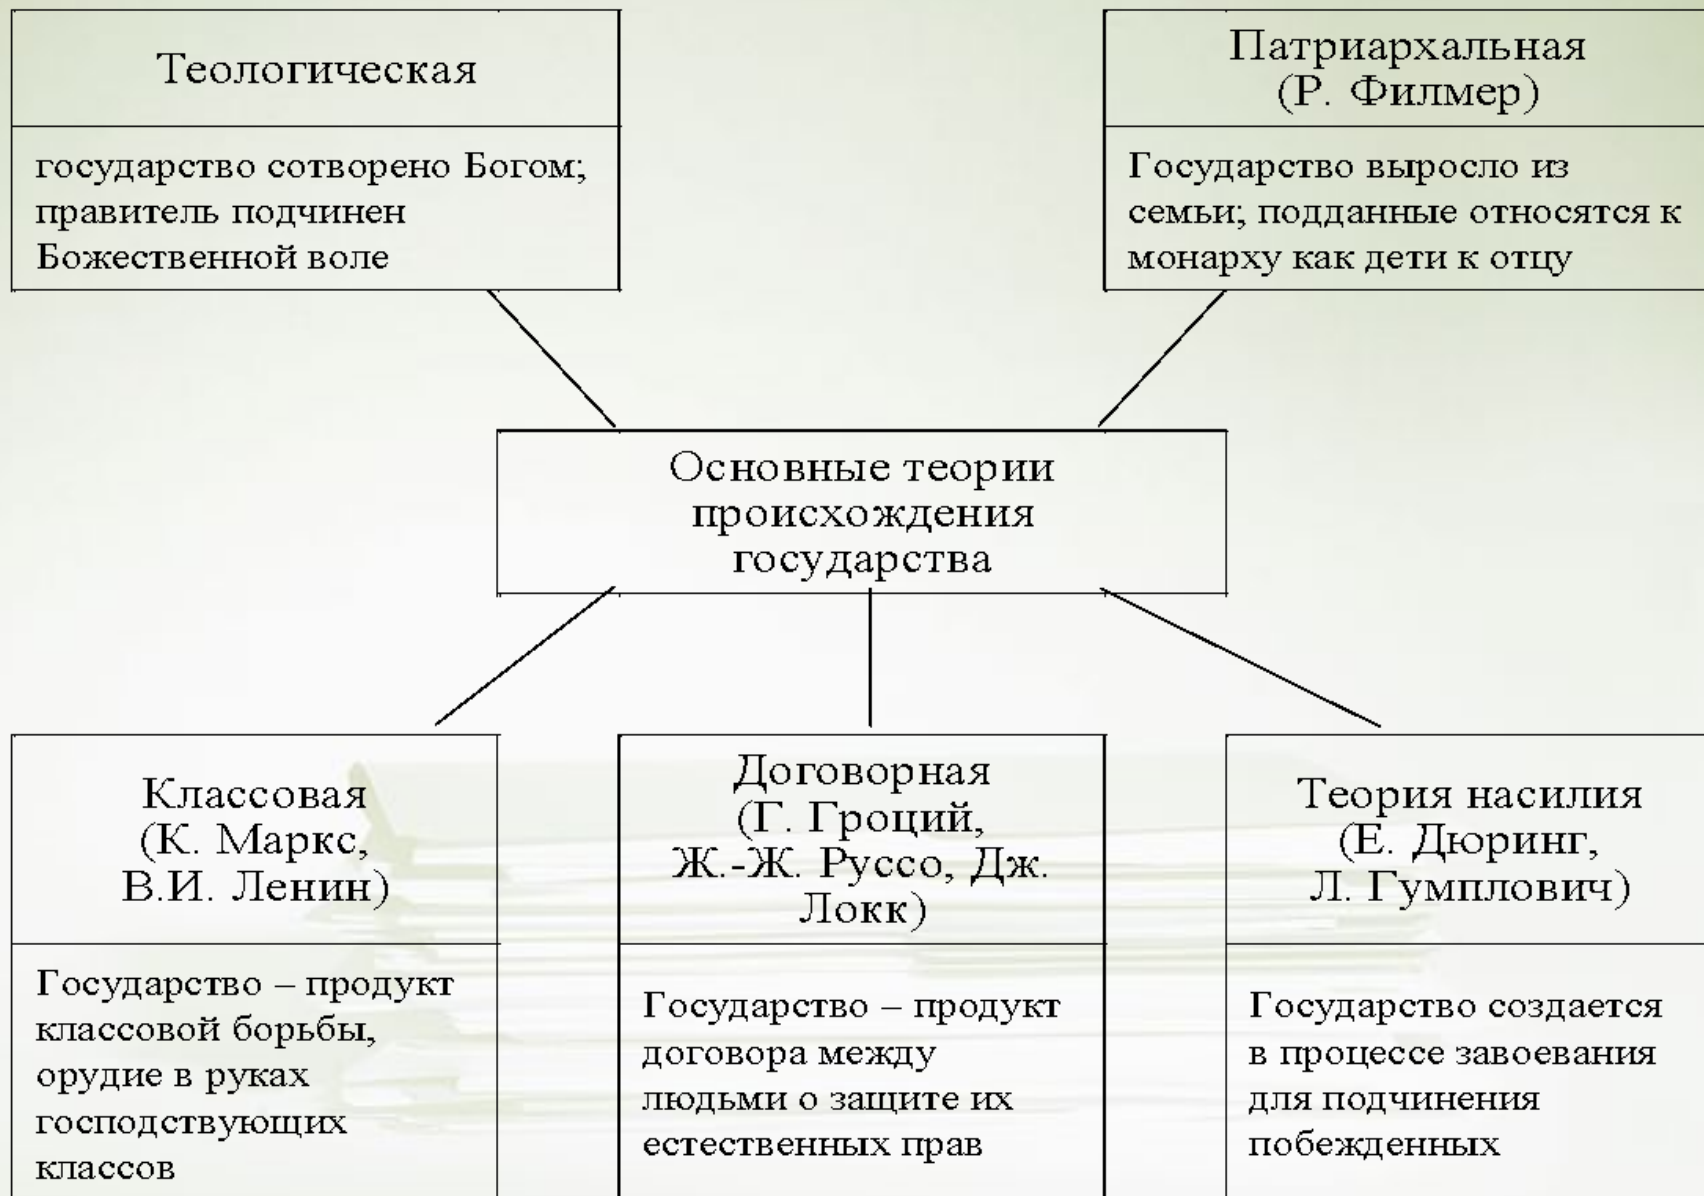 Теологическая
государство сотворено Богом;
правитель подчинен
Божественной воле
Патриархальная
(Р. Филмер)
Государство выросло из
семьи; подданные относятся к
монарху как дети к отцу
Основные теории
происхождения
государства
Классовая
(К. Маркс,
В.И. Ленин)
Государство – продукт
классовой борьбы,
орудие в руках
господствующих
классов
Договорная
(Г. Гроций,
Ж.-Ж. Руссо, Дж.
Локк)
Государство – продукт
договора между
людьми о защите их
естественных прав
Теория насилия
(Е. Дюринг,
Л. Гумплович)
Государство создается
в процессе завоевания
для подчинения
побежденных